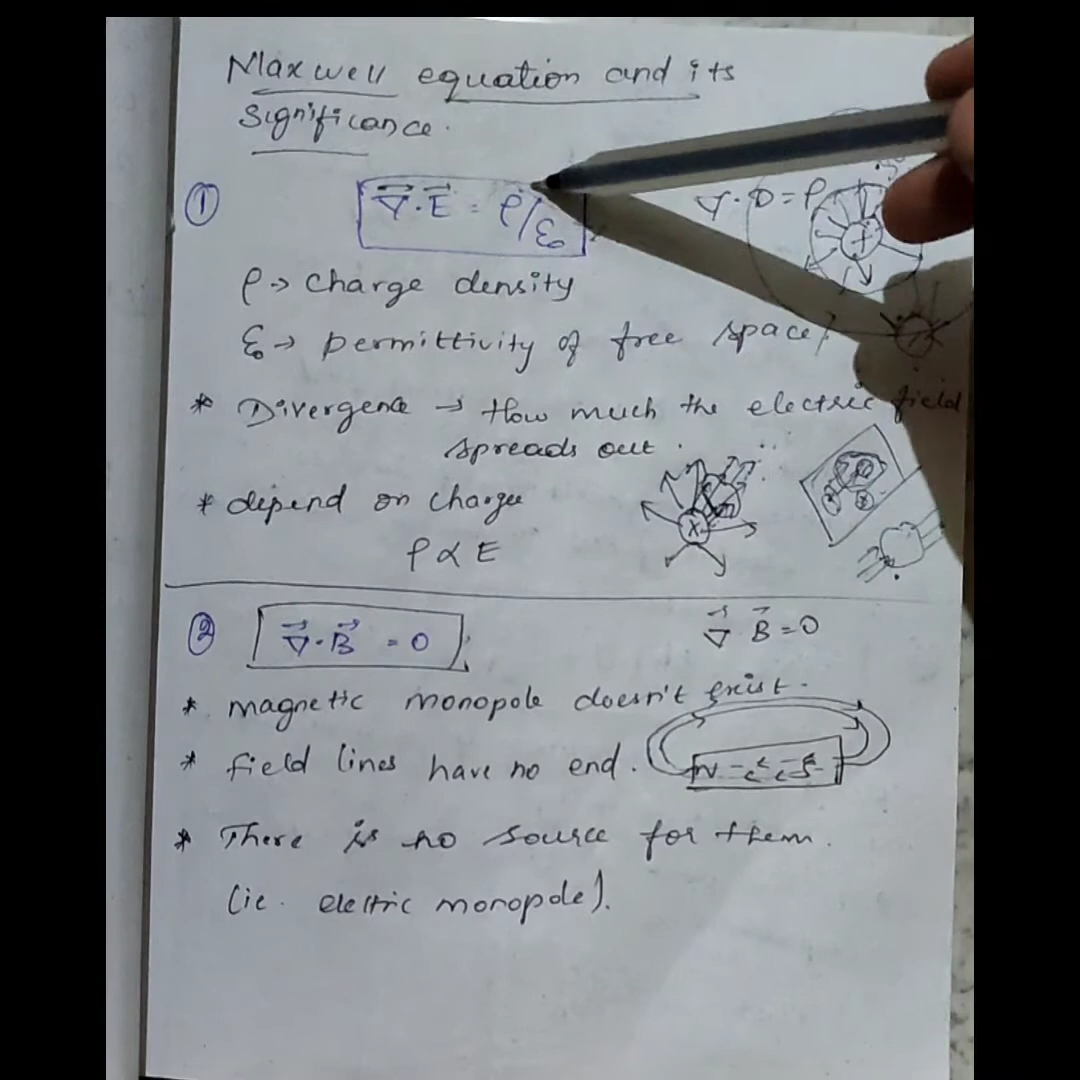 Maxwell equation and its
significance.
① ∇⃗·E⃗ = ρ/ε₀
∇·D = ρ
ρ → charge density
ε₀ → permittivity of free space
* Divergence → How much the electric field
spreads out.
* depend on charge
ρ ∝ E
② ∇⃗·B⃗ = 0
∇⃗ B⃗ = 0
* magnetic monopole doesn't exist.
* field lines have no end.
N S
* There is no source for them.
(ie. electric monopole).